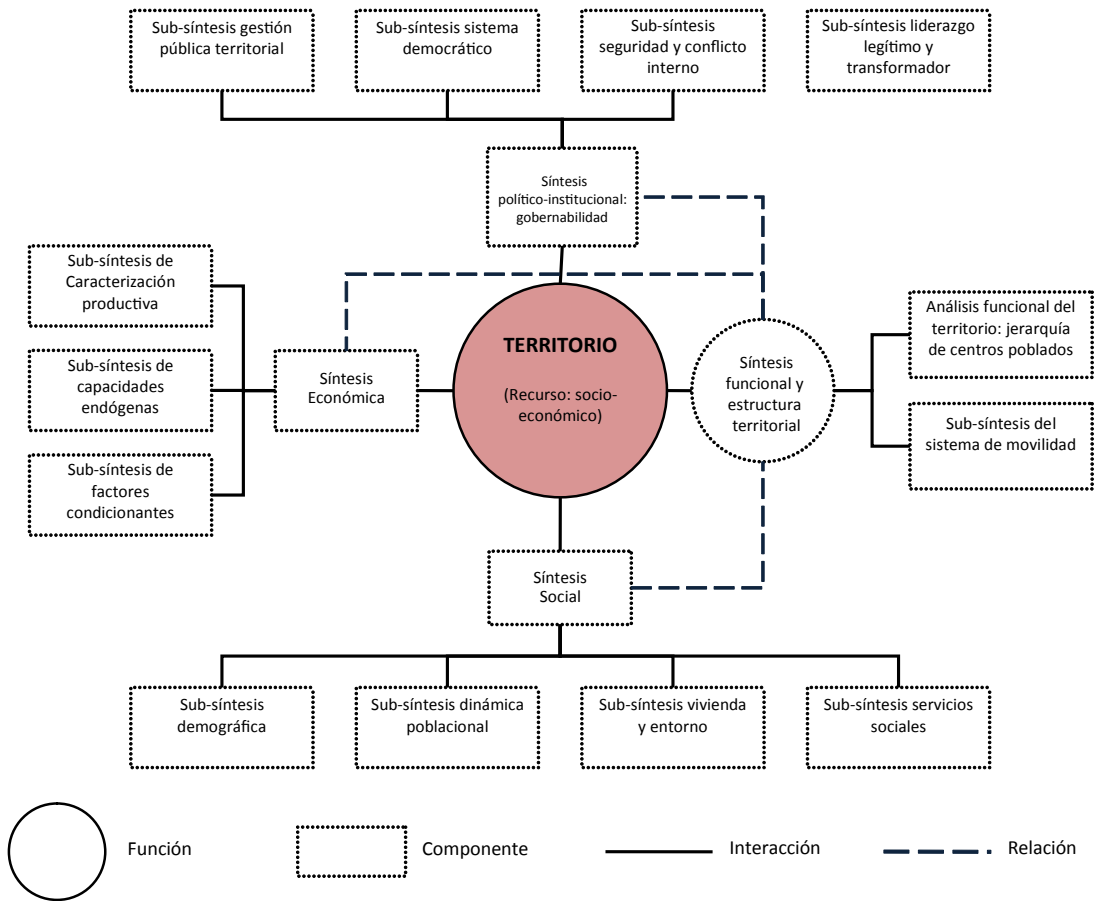 Sub-síntesis gestión
pública territorial
Sub-síntesis sistema
democrático
Sub-síntesis
seguridad y conflicto
interno
Sub-síntesis liderazgo
legítimo y
transformador
Síntesis
político-institucional:
gobernabilidad
Sub-síntesis de
Caracterización
productiva
Sub-síntesis de
capacidades
endógenas
Sub-síntesis de
factores
condicionantes
Síntesis
Económica
TERRITORIO
(Recurso: socio-
económico)
Síntesis
funcional y
estructura
territorial
Análisis funcional del
territorio: jerarquía
de centros poblados
Sub-síntesis del
sistema de movilidad
Síntesis
Social
Sub-síntesis
demográfica
Sub-síntesis dinámica
poblacional
Sub-síntesis vivienda
y entorno
Sub-síntesis servicios
sociales
Función
Componente
Interacción
Relación